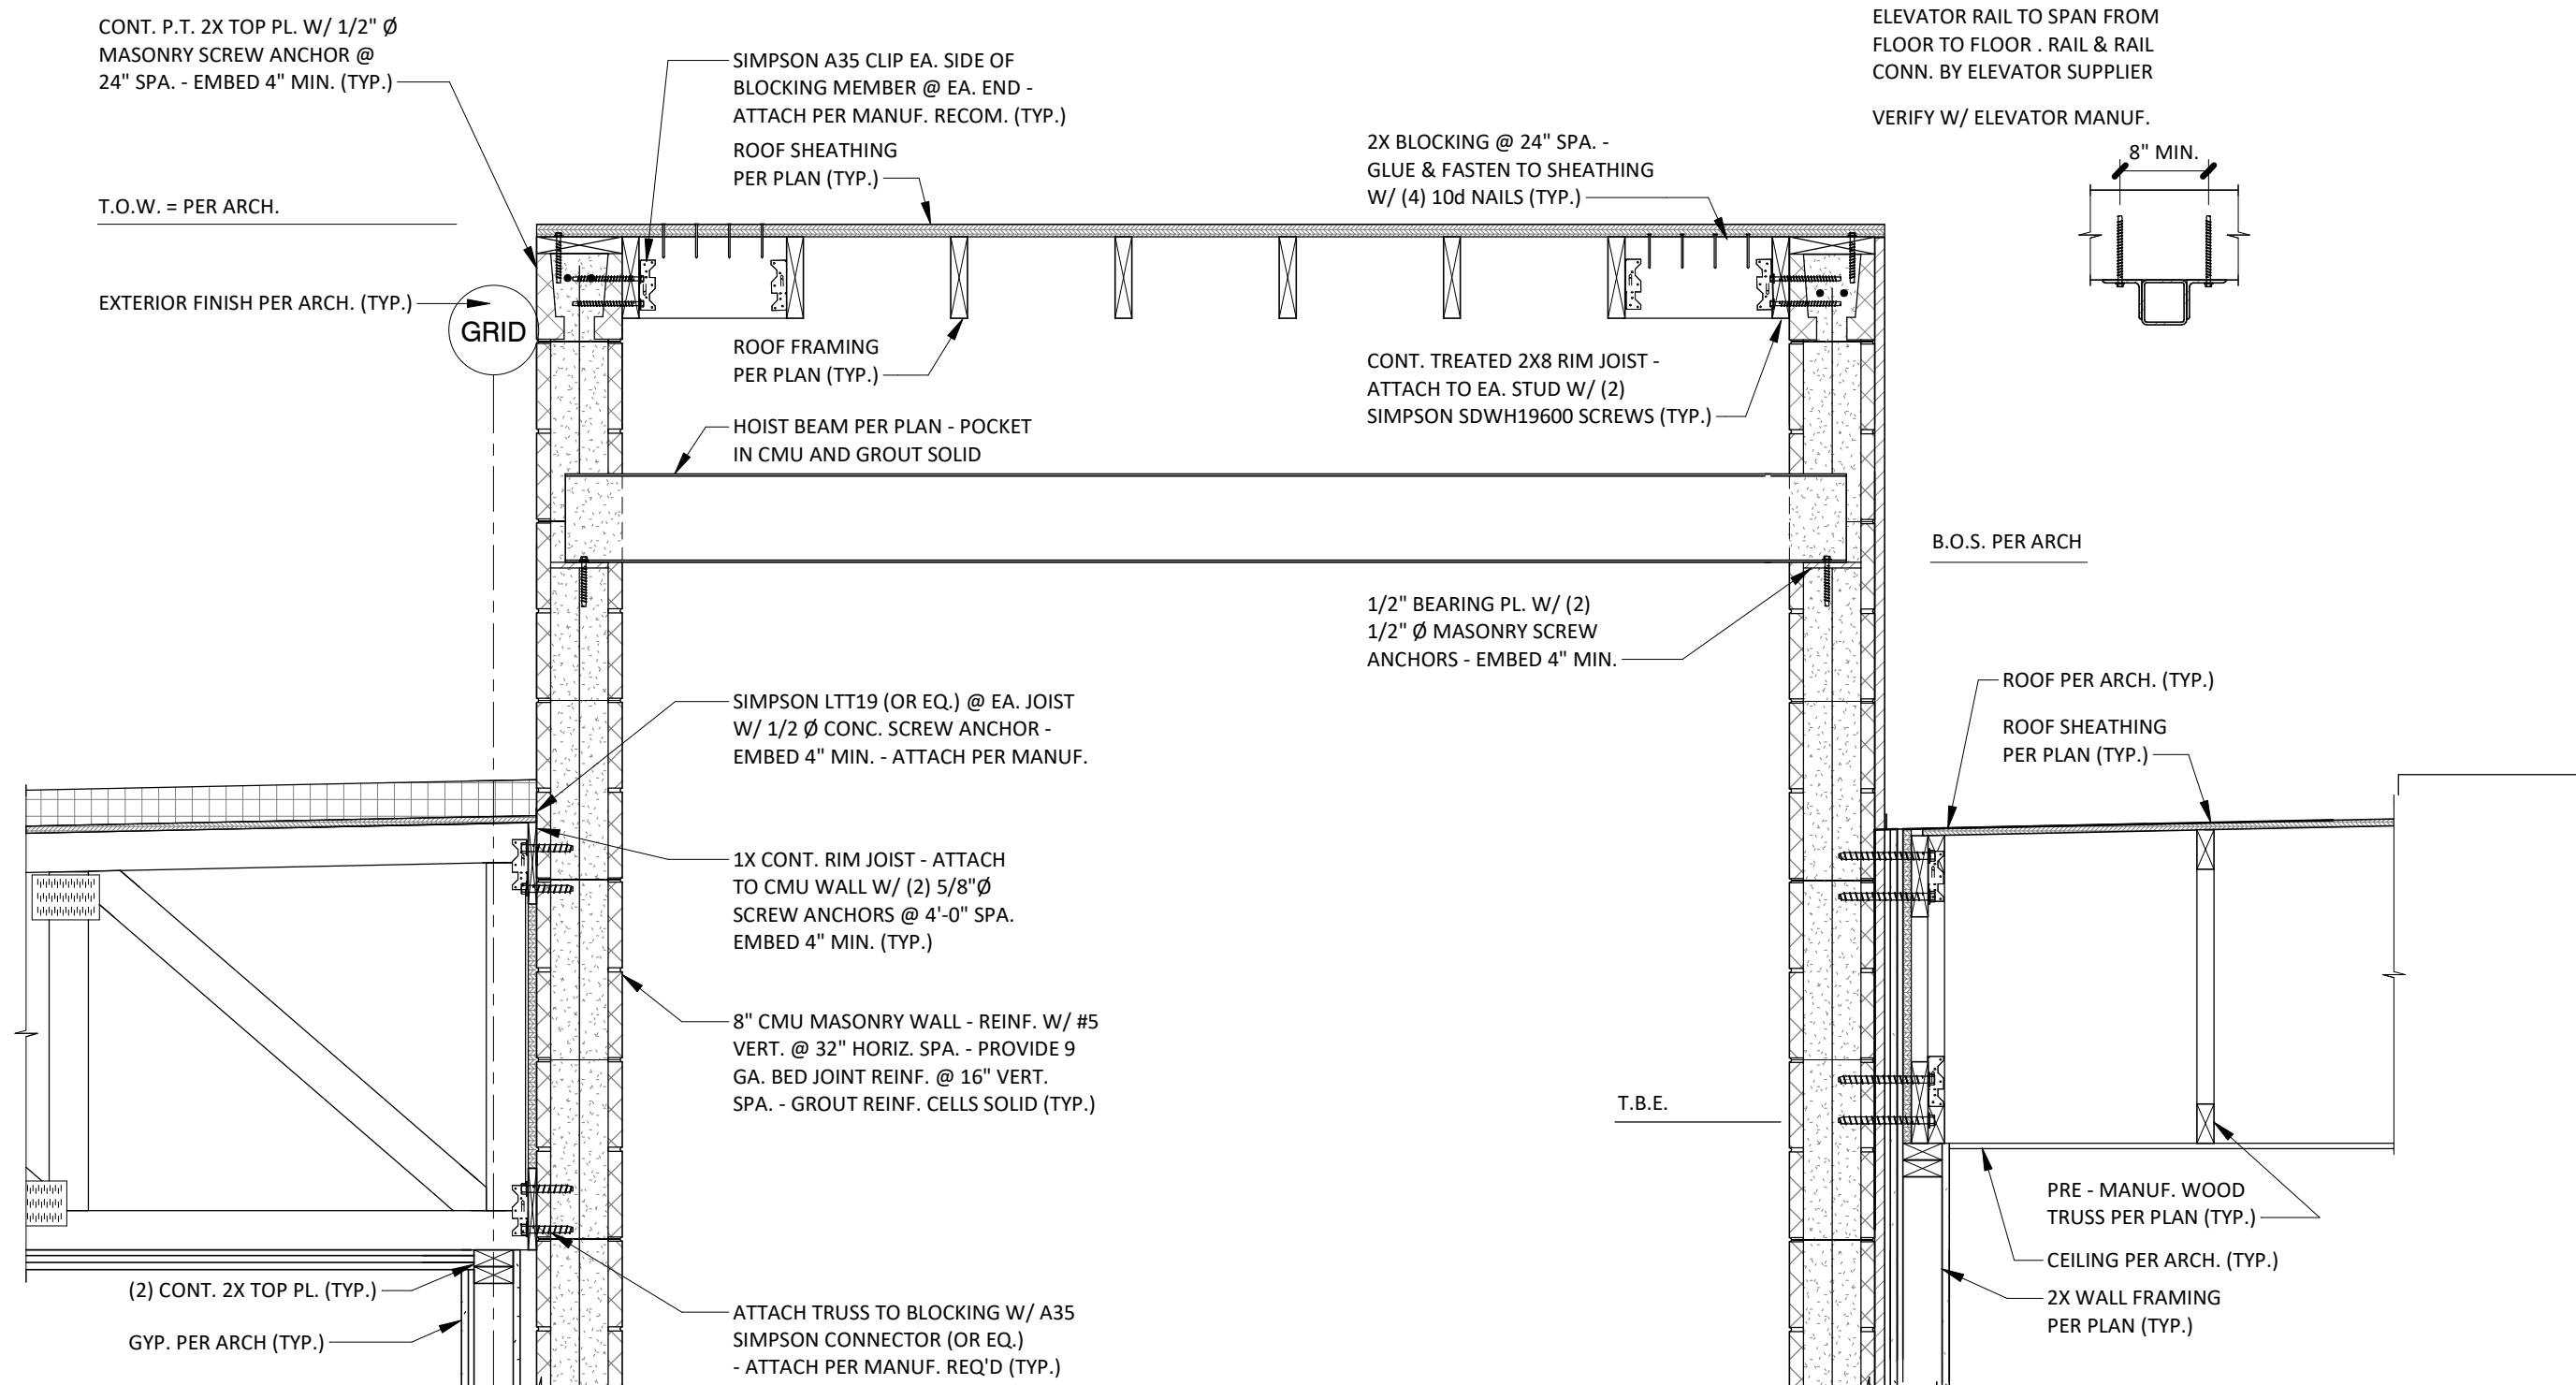 CONT. P.T. 2X TOP PL. W/ 1/2" Ø
MASONRY SCREW ANCHOR @
24" SPA. - EMBED 4" MIN. (TYP.)
T.O.W. = PER ARCH.
EXTERIOR FINISH PER ARCH. (TYP.)
GRID
SIMPSON A35 CLIP EA. SIDE OF
BLOCKING MEMBER @ EA. END -
ATTACH PER MANUF. RECOM. (TYP.)
ROOF SHEATHING
PER PLAN (TYP.)
ROOF FRAMING
PER PLAN (TYP.)
HOIST BEAM PER PLAN - POCKET
IN CMU AND GROUT SOLID
2X BLOCKING @ 24" SPA. -
GLUE & FASTEN TO SHEATHING
W/ (4) 10d NAILS (TYP.)
CONT. TREATED 2X8 RIM JOIST -
ATTACH TO EA. STUD W/ (2)
SIMPSON SDWH19600 SCREWS (TYP.)
ELEVATOR RAIL TO SPAN FROM
FLOOR TO FLOOR . RAIL & RAIL
CONN. BY ELEVATOR SUPPLIER
VERIFY W/ ELEVATOR MANUF.
8" MIN.
B.O.S. PER ARCH
1/2" BEARING PL. W/ (2)
1/2" Ø MASONRY SCREW
ANCHORS - EMBED 4" MIN.
SIMPSON LTT19 (OR EQ.) @ EA. JOIST
W/ 1/2 Ø CONC. SCREW ANCHOR -
EMBED 4" MIN. - ATTACH PER MANUF.
1X CONT. RIM JOIST - ATTACH
TO CMU WALL W/ (2) 5/8"Ø
SCREW ANCHORS @ 4'-0" SPA.
EMBED 4" MIN. (TYP.)
8" CMU MASONRY WALL - REINF. W/ #5
VERT. @ 32" HORIZ. SPA. - PROVIDE 9
GA. BED JOINT REINF. @ 16" VERT.
SPA. - GROUT REINF. CELLS SOLID (TYP.)
ATTACH TRUSS TO BLOCKING W/ A35
SIMPSON CONNECTOR (OR EQ.)
- ATTACH PER MANUF. REQ'D (TYP.)
(2) CONT. 2X TOP PL. (TYP.)
GYP. PER ARCH (TYP.)
ROOF PER ARCH. (TYP.)
ROOF SHEATHING
PER PLAN (TYP.)
T.B.E.
PRE - MANUF. WOOD
TRUSS PER PLAN (TYP.)
CEILING PER ARCH. (TYP.)
2X WALL FRAMING
PER PLAN (TYP.)